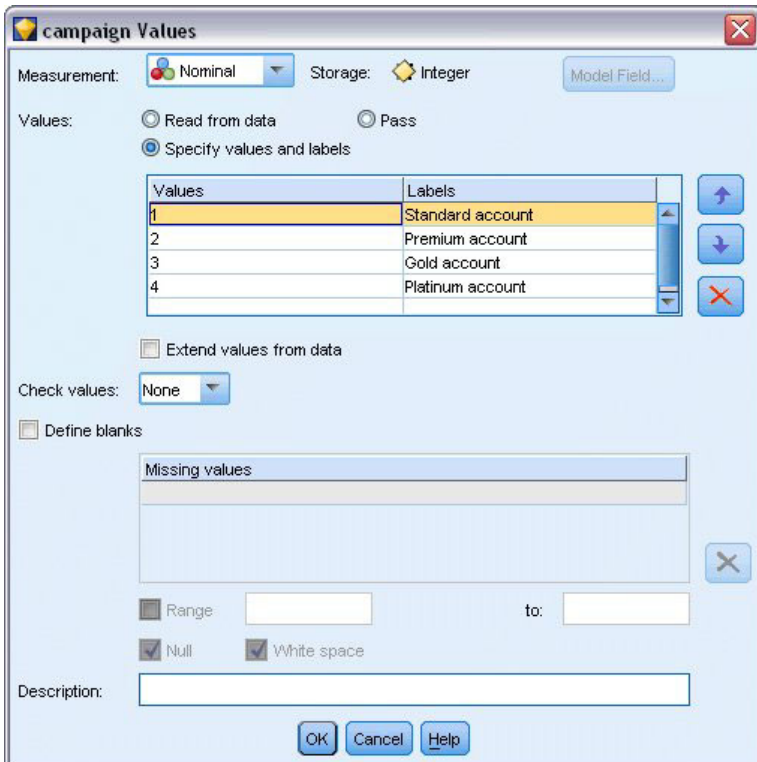 campaign Values
Measurement: Nominal Storage: Integer Model Field...
Values: Read from data Pass
Specify values and labels
Values Labels
1 Standard account
2 Premium account
3 Gold account
4 Platinum account
Extend values from data
Check values: None
Define blanks
Missing values
Range to:
Null White space
Description:
OK Cancel Help